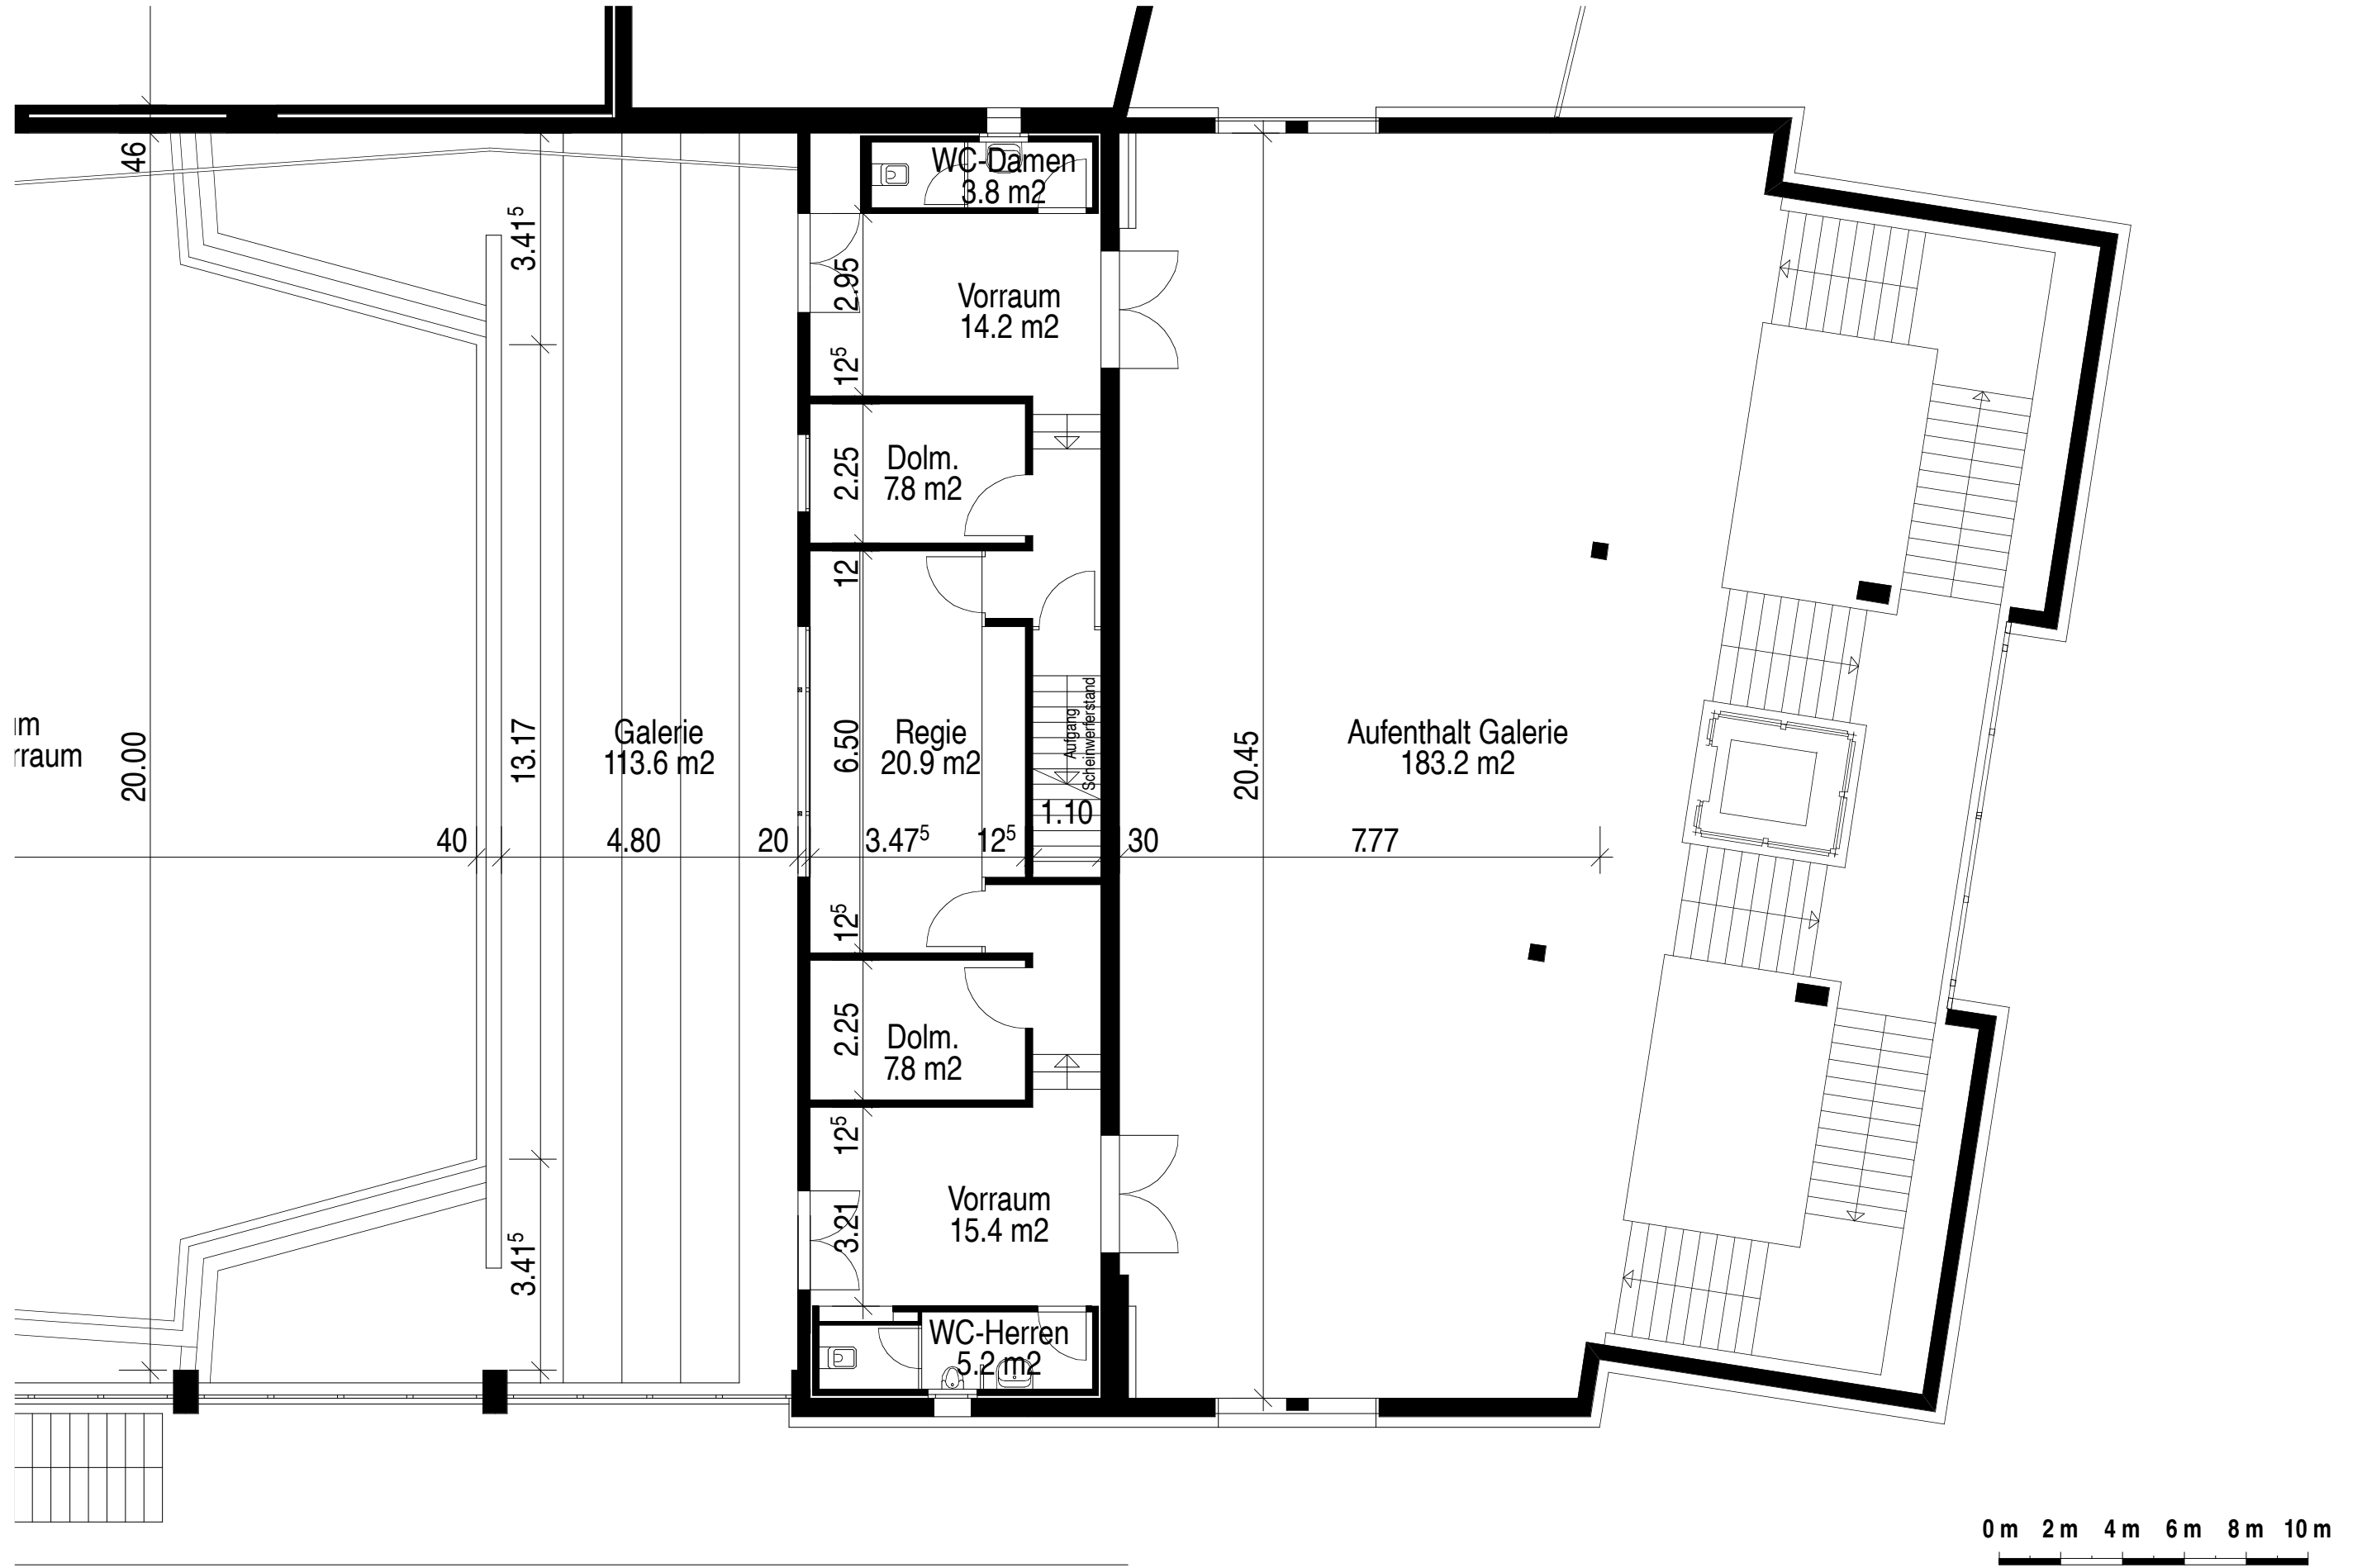 46
WC-Damen
3.8 m2
3.41⁵
2.95
Vorraum
14.2 m2
12⁵
Dolm.
7.8 m2
2.25
12
rraum
20.00
13.17
Galerie
113.6 m2
6.50
Regie
20.9 m2
Aufgang
Scheinwerferstand
20.45
Aufenthalt Galerie
183.2 m2
1.10
40
4.80
20
3.47⁵
12⁵
30
7.77
12⁵
2.25
Dolm.
7.8 m2
12⁵
Vorraum
15.4 m2
3.21
3.41⁵
WC-Herren
5.2 m2
0 m 2 m 4 m 6 m 8 m 10 m